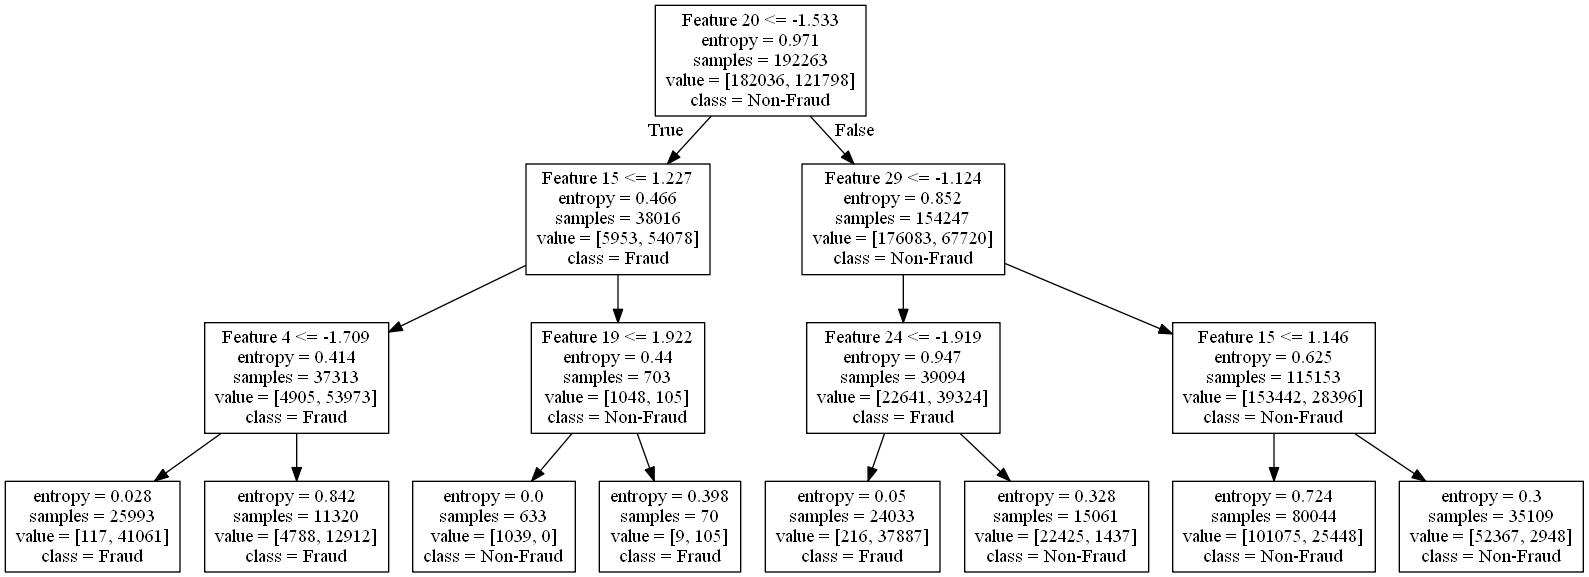 Feature 20 <= -1.533
entropy = 0.971
samples = 192263
value = [182036, 121798]
class = Non-Fraud
True
False
Feature 15 <= 1.227
entropy = 0.466
samples = 38016
value = [5953, 54078]
class = Fraud
Feature 29 <= -1.124
entropy = 0.852
samples = 154247
value = [176083, 67720]
class = Non-Fraud
Feature 4 <= -1.709
entropy = 0.414
samples = 37313
value = [4905, 53973]
class = Fraud
Feature 19 <= 1.922
entropy = 0.44
samples = 703
value = [1048, 105]
class = Non-Fraud
Feature 24 <= -1.919
entropy = 0.947
samples = 39094
value = [22641, 39324]
class = Fraud
Feature 15 <= 1.146
entropy = 0.625
samples = 115153
value = [153442, 28396]
class = Non-Fraud
entropy = 0.028
samples = 25993
value = [117, 41061]
class = Fraud
entropy = 0.842
samples = 11320
value = [4788, 12912]
class = Fraud
entropy = 0.0
samples = 633
value = [1039, 0]
class = Non-Fraud
entropy = 0.398
samples = 70
value = [9, 105]
class = Fraud
entropy = 0.05
samples = 24033
value = [216, 37887]
class = Fraud
entropy = 0.328
samples = 15061
value = [22425, 1437]
class = Non-Fraud
entropy = 0.724
samples = 80044
value = [101075, 25448]
class = Non-Fraud
entropy = 0.3
samples = 35109
value = [52367, 2948]
class = Non-Fraud